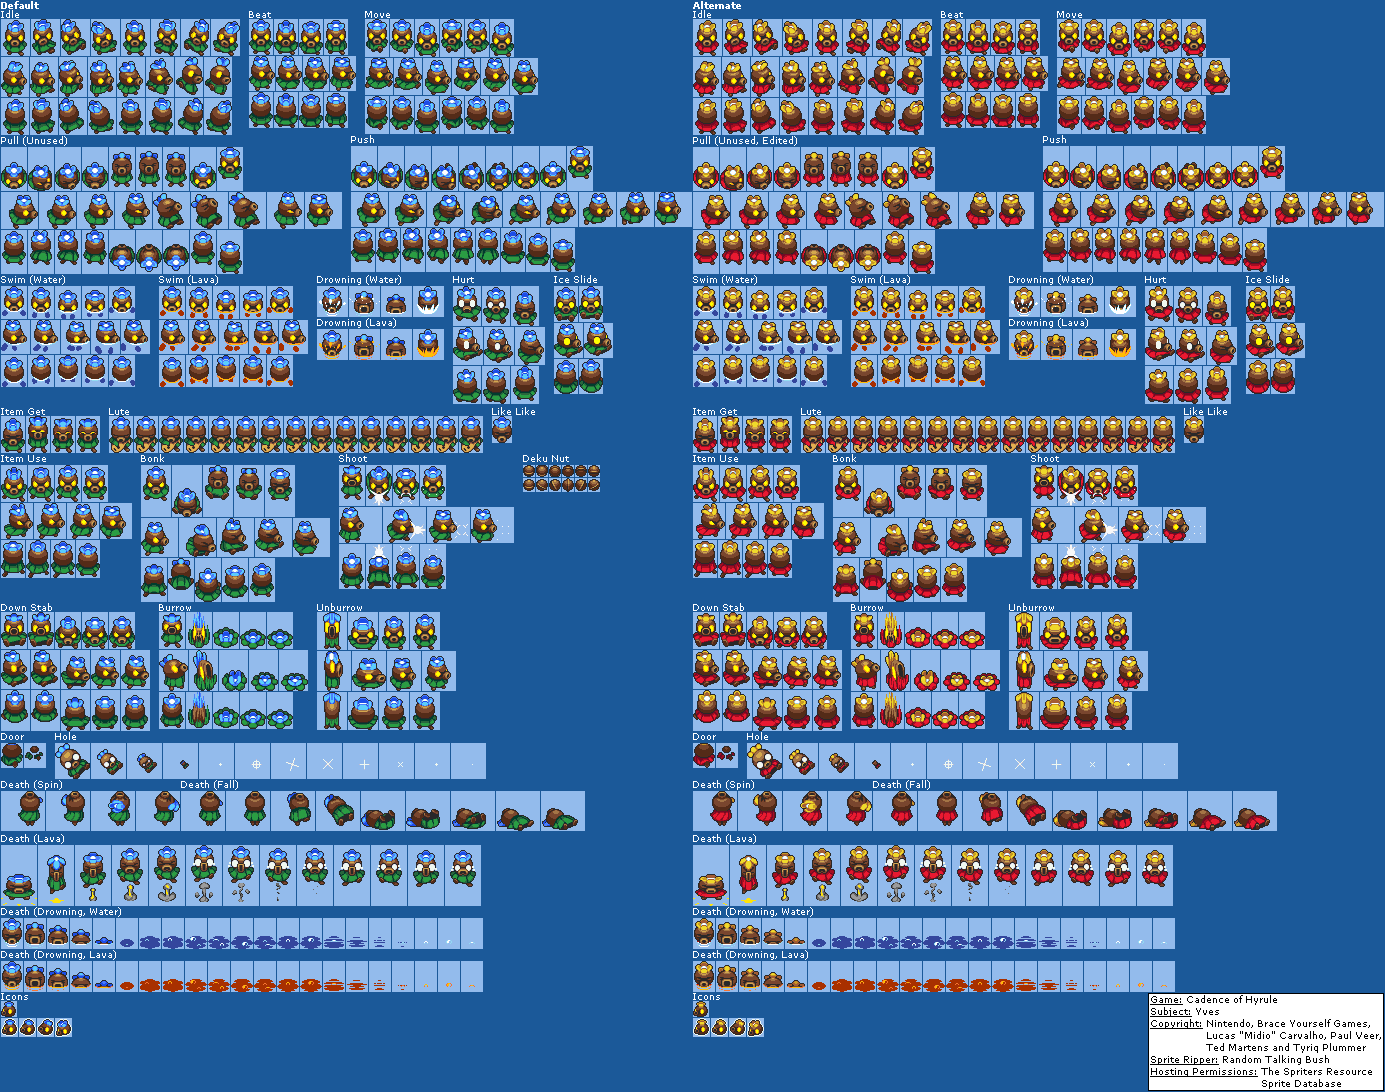 Default
Idle
Beat
Move
Pull (Unused)
Push
Swim (Water)
Swim (Lava)
Drowning (Water)
Hurt
Ice Slide
Drowning (Lava)
Item Get
Lute
Like Like
Item Use
Bonk
Shoot
Deku Nut
Down Stab
Burrow
Unburrow
Door
Hole
Death (Spin)
Death (Fall)
Death (Lava)
Death (Drowning, Water)
Death (Drowning, Lava)
Icons
Alternate
Idle
Beat
Move
Pull (Unused, Edited)
Push
Swim (Water)
Swim (Lava)
Drowning (Water)
Hurt
Ice Slide
Drowning (Lava)
Item Get
Lute
Like Like
Item Use
Bonk
Shoot
Down Stab
Burrow
Unburrow
Door
Hole
Death (Spin)
Death (Fall)
Death (Lava)
Death (Drowning, Water)
Death (Drowning, Lava)
Icons
Game: Cadence of Hyrule
Subject: Yves
Copyright: Nintendo, Brace Yourself Games,
Lucas "Midio" Carvalho, Paul Veer,
Ted Martens and Tyriq Plummer
Sprite Ripper: Random Talking Bush
Hosting Permissions: The Spriters Resource
Sprite Database